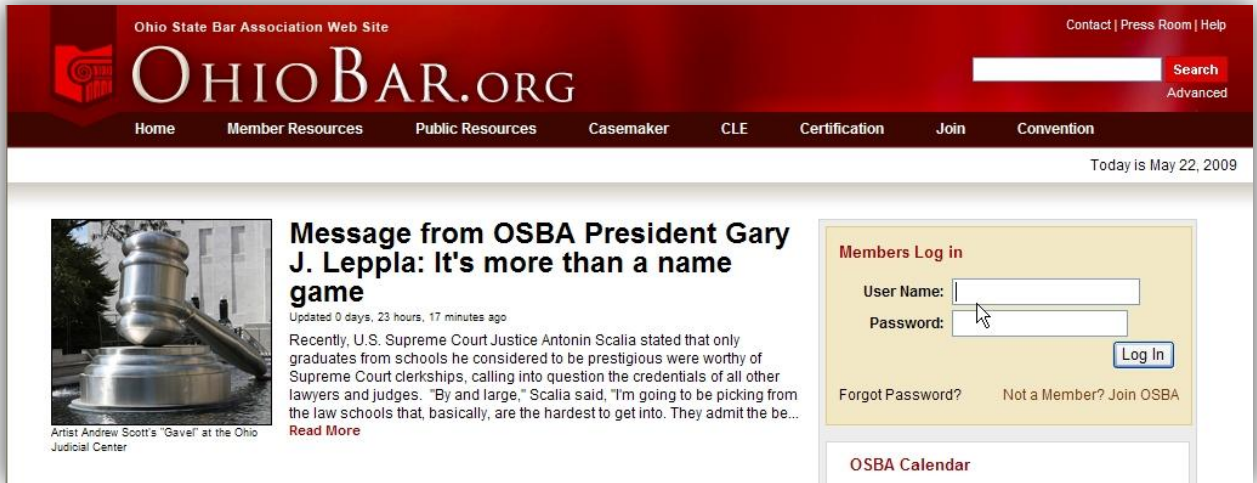 Ohio State Bar Association Web Site
Contact | Press Room | Help
OHIOBAR.ORG
Search
Advanced
Home Member Resources Public Resources Casemaker CLE Certification Join Convention
Today is May 22, 2009
Message from OSBA President Gary
J. Leppla: It's more than a name
game
Updated 0 days, 23 hours, 17 minutes ago
Recently, U.S. Supreme Court Justice Antonin Scalia stated that only
graduates from schools he considered to be prestigious were worthy of
Supreme Court clerkships, calling into question the credentials of all other
lawyers and judges. "By and large," Scalia said, "I'm going to be picking from
the law schools that, basically, are the hardest to get into. They admit the be...
Read More
Artist Andrew Scott's "Gavel" at the Ohio
Judicial Center
Members Log in
User Name:
Password:
Log In
Forgot Password? Not a Member? Join OSBA
OSBA Calendar